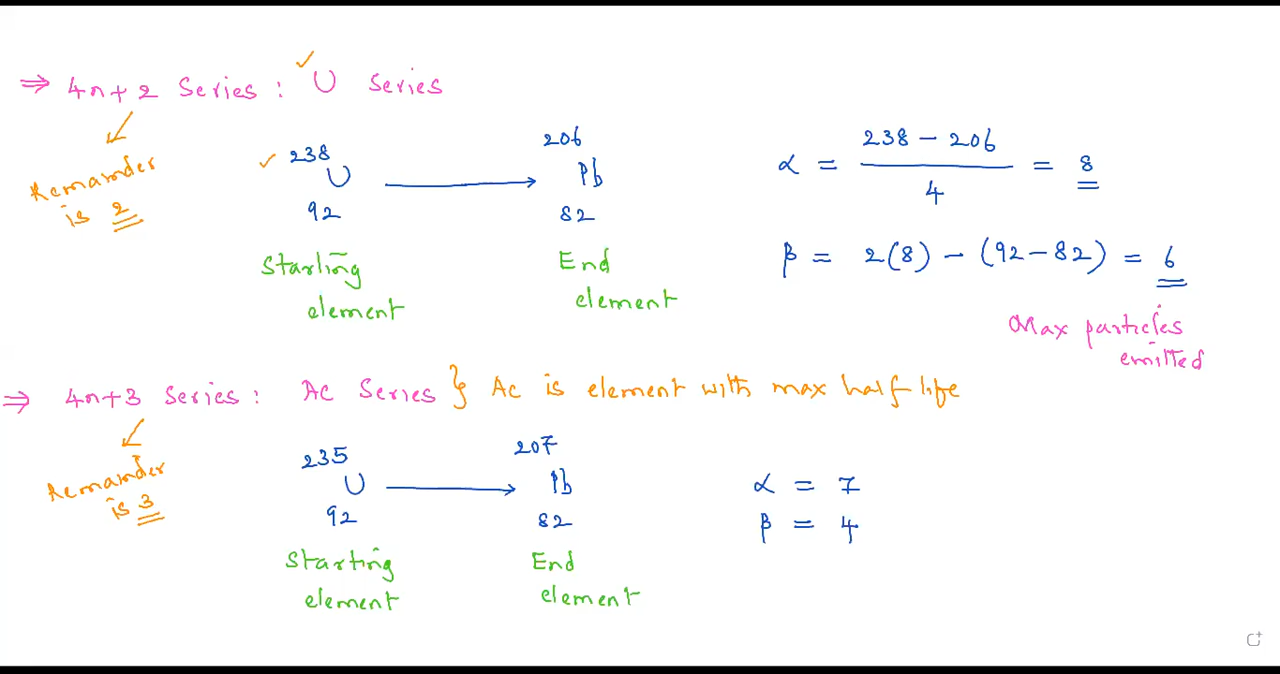 ⇒ 4n+2 Series : ✓U Series
Remainder is 2
✓ 238 U 92 ⟶ 206 Pb 82
Starting element
End element
α = (238 − 206) / 4 = 8
β = 2(8) − (92−82) = 6
Max particles emitted
⇒ 4n+3 Series : Ac Series } Ac is element with max half life
Remainder is 3
235 U 92 ⟶ 207 Pb 82
Starting element
End element
α = 7
β = 4